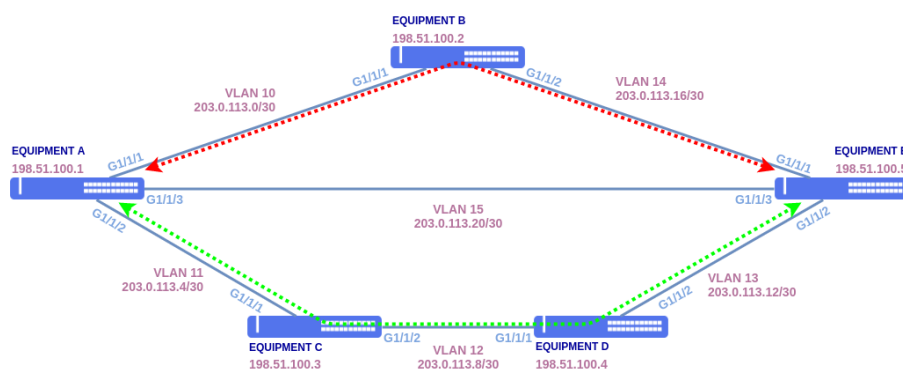 EQUIPMENT B
198.51.100.2
G1/1/1
G1/1/2
VLAN 14
203.0.113.16/30
VLAN 10
203.0.113.0/30
EQUIPMENT A
198.51.100.1
G1/1/1
G1/1/1
EQUIPMENT
198.51.100.5
G1/1/3
G1/1/3
VLAN 15
203.0.113.20/30
G1/1/2
G1/1/2
VLAN 11
203.0.113.4/30
VLAN 13
203.0.113.12/30
G1/1/1
G1/1/2
EQUIPMENT C
198.51.100.3
G1/1/2
G1/1/1
VLAN 12
203.0.113.8/30
EQUIPMENT D
198.51.100.4